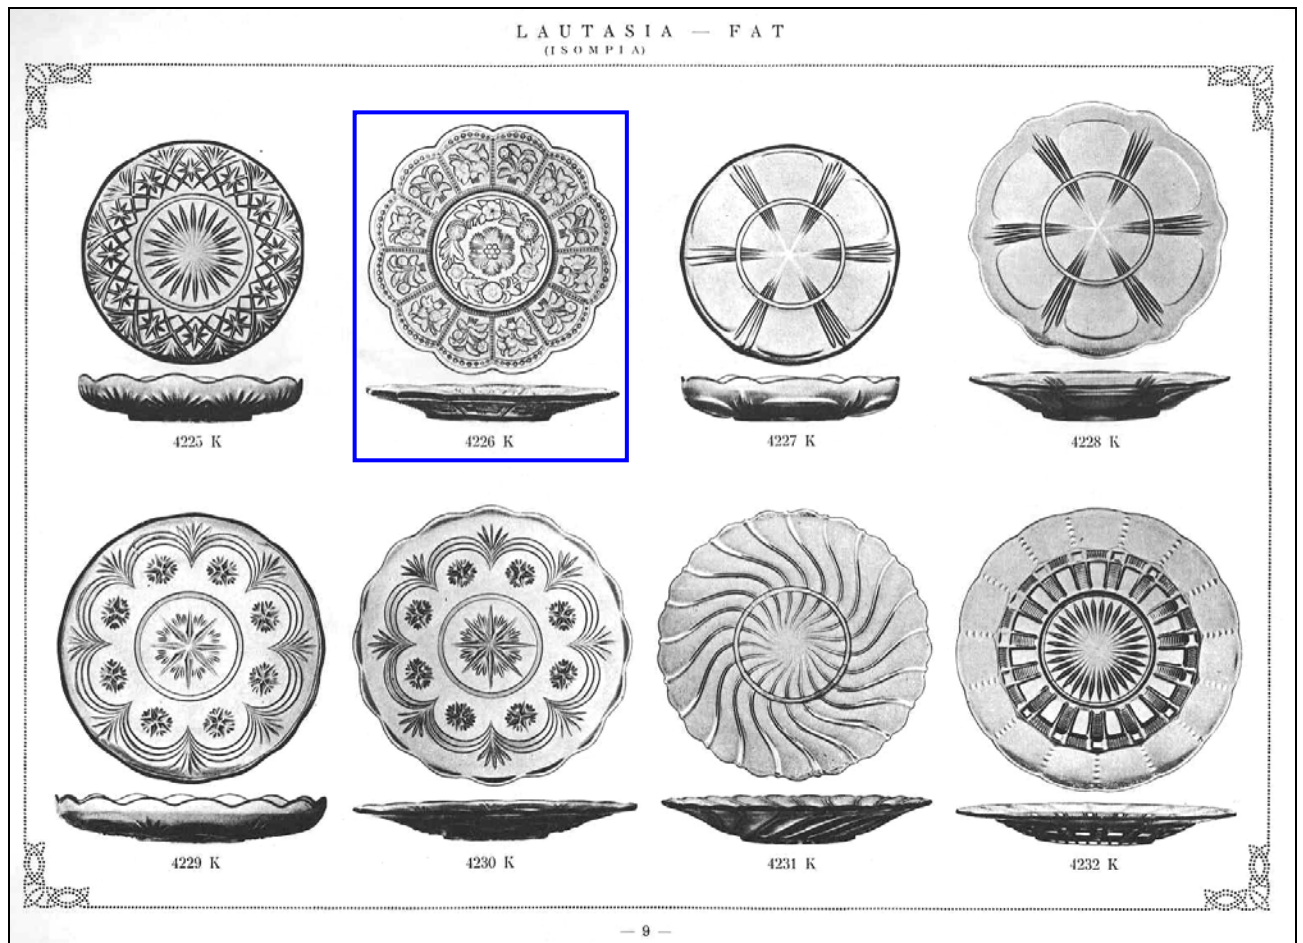 LAUTASIA — FAT
(ISOMPIA)
4225 K
4226 K
4227 K
4228 K
4229 K
4230 K
4231 K
4232 K
— 9 —